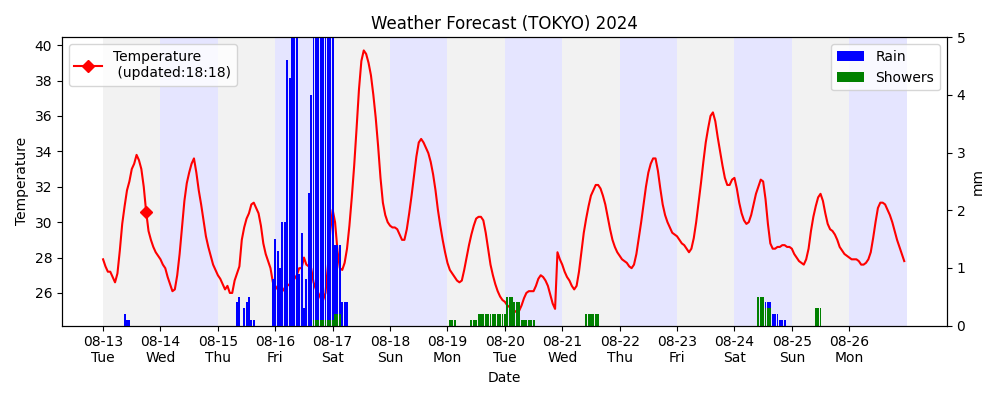 Weather Forecast (TOKYO) 2024
Temperature
(updated:18:18)
Rain
Showers
40
38
36
34
32
30
28
26
Temperature
5
4
3
2
1
0
mm
08-13 08-14 08-15 08-16 08-17 08-18 08-19 08-20 08-21 08-22 08-23 08-24 08-25 08-26
Tue Wed Thu Fri Sat Sun Mon Tue Wed Thu Fri Sat Sun Mon
Date